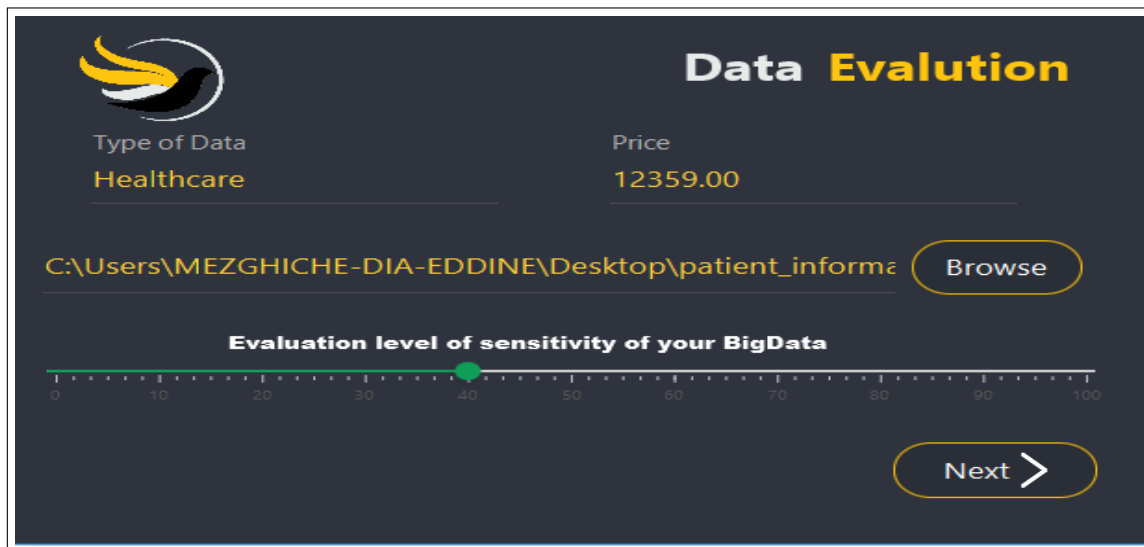 Data Evalution
Type of Data
Price
Healthcare
12359.00
C:\Users\MEZGHICHE-DIA-EDDINE\Desktop\patient_informa
Browse
Evaluation level of sensitivity of your BigData
0 10 20 30 40 50 60 70 80 90 100
Next